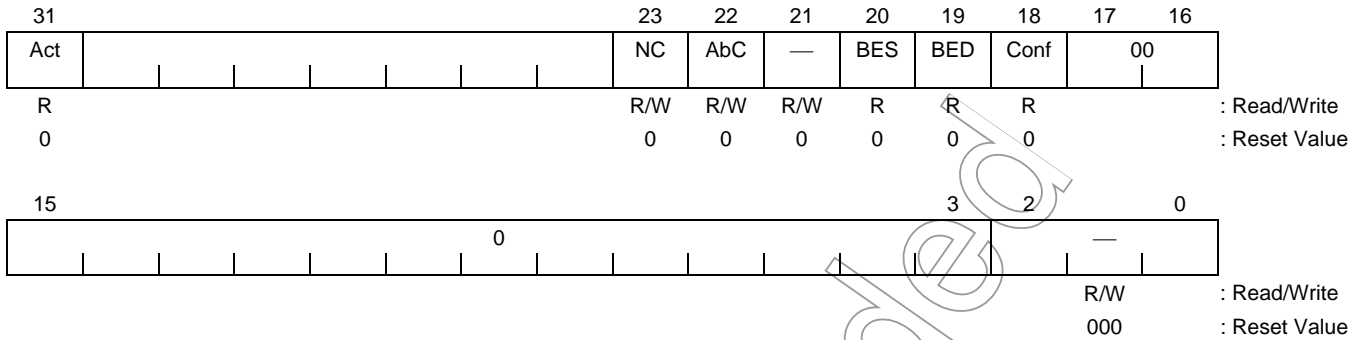 31 23 22 21 20 19 18 17 16
Act NC AbC — BES BED Conf 00
R R/W R/W R/W R R R : Read/Write
0 0 0 0 0 0 0 : Reset Value
15 3 2 0
0 —
R/W : Read/Write
000 : Reset Value
ded